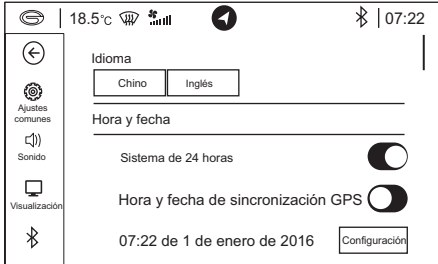 18.5°C
07:22
Idioma
Chino
Inglés
Ajustes
comunes
Hora y fecha
Sonido
Sistema de 24 horas
Visualización
Hora y fecha de sincronización GPS
07:22 de 1 de enero de 2016
Configuración